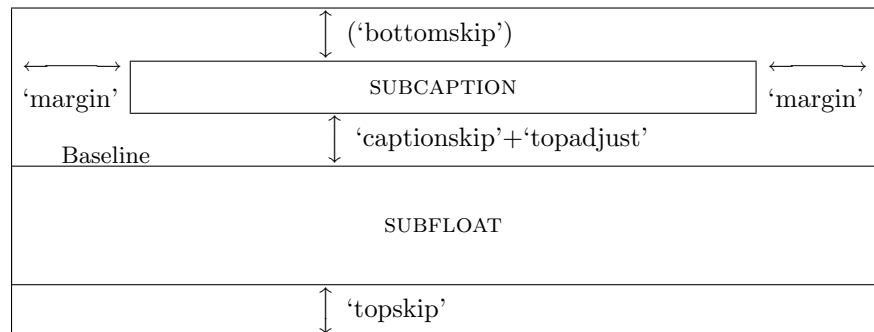 (‘bottomskip’)
SUBCAPTION
‘margin’ ‘margin’
‘captionskip’+‘topadjust’
Baseline
SUBFLOAT
‘topskip’